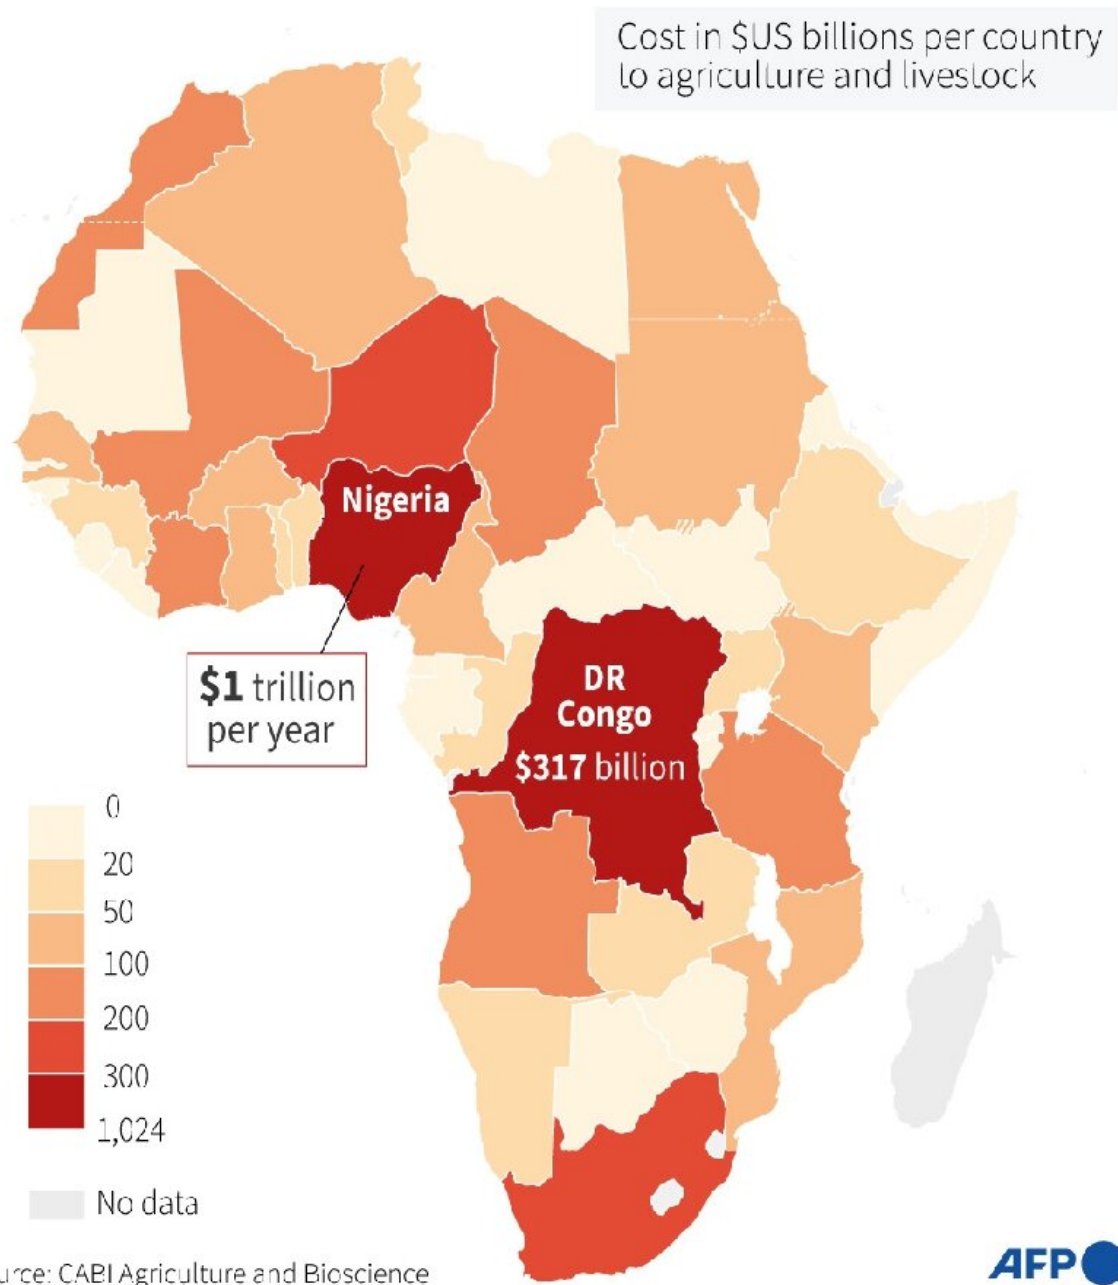 Cost in $US billions per country
to agriculture and livestock
Nigeria
$1 trillion
per year
DR
Congo
$317 billion
0
20
50
100
200
300
1,024
No data
urce: CABI Agriculture and Bioscience
AFP